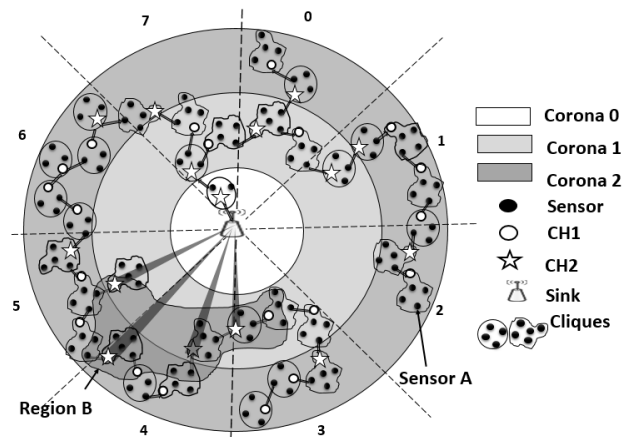 7
0
6
1
5
2
4
3
Corona 0
Corona 1
Corona 2
Sensor
CH1
CH2
Sink
Cliques
Sensor A
Region B